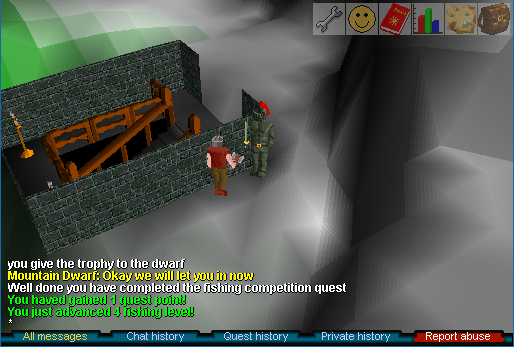 you give the trophy to the dwarf
Mountain Dwarf: Okay we will let you in now
Well done you have completed the fishing competition quest
You haved gained 1 quest point!
You just advanced 4 fishing level!
*
All messages Chat history Quest history Private history Report abuse